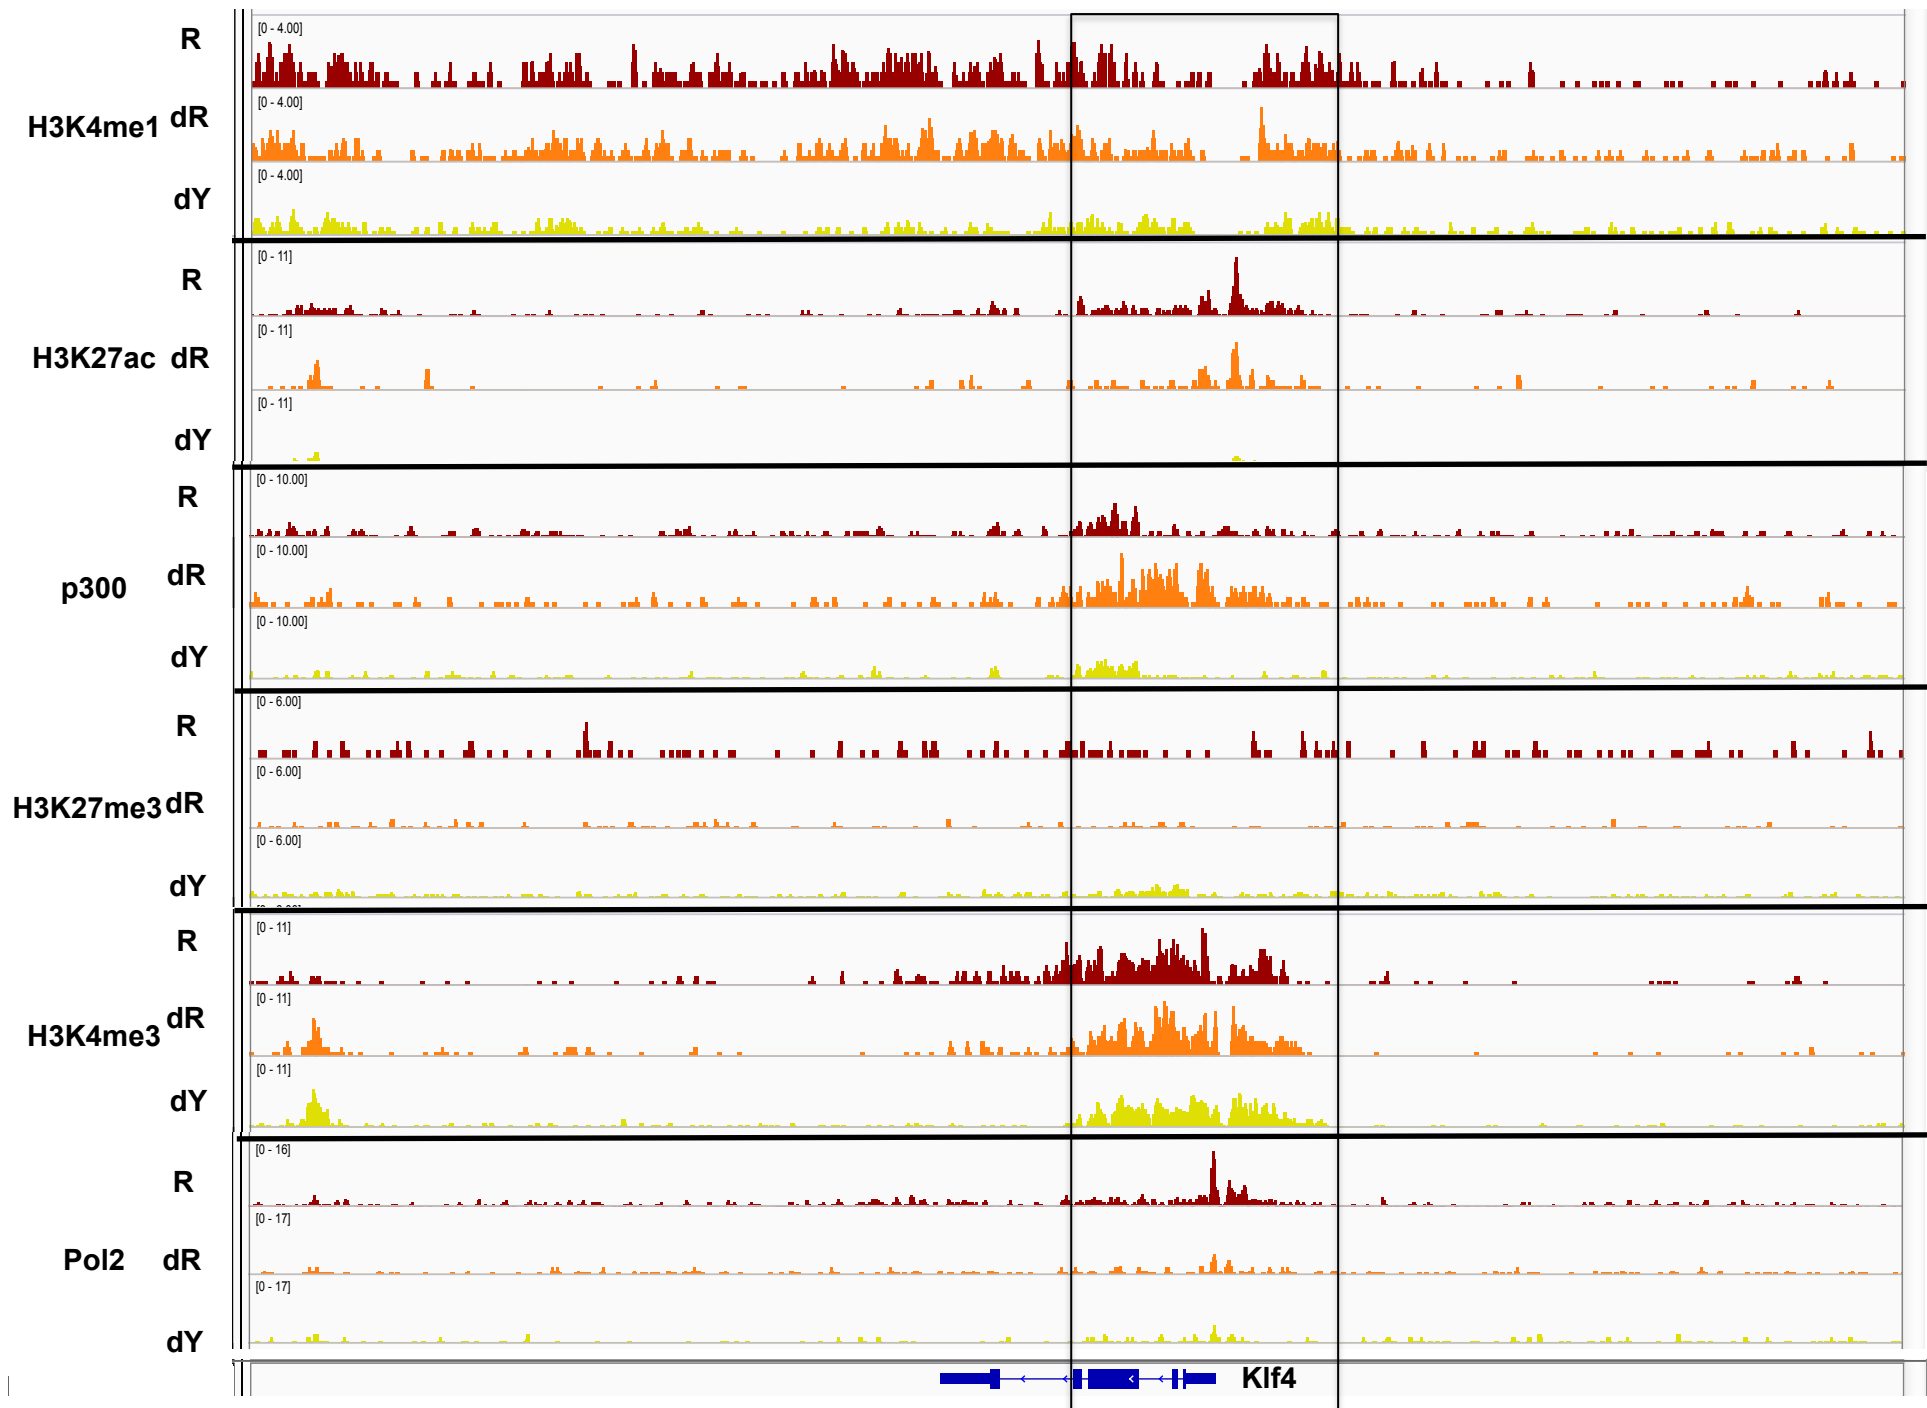 R
[0 - 4.00]
H3K4me1
dR
[0 - 4.00]
dY
[0 - 4.00]
R
[0 - 11]
H3K27ac
dR
[0 - 11]
dY
[0 - 11]
R
[0 - 10.00]
p300
dR
[0 - 10.00]
dY
[0 - 10.00]
R
[0 - 6.00]
H3K27me3
dR
[0 - 6.00]
dY
[0 - 6.00]
R
[0 - 11]
H3K4me3
dR
[0 - 11]
dY
[0 - 11]
R
[0 - 16]
Pol2
dR
[0 - 17]
dY
[0 - 17]
Klf4